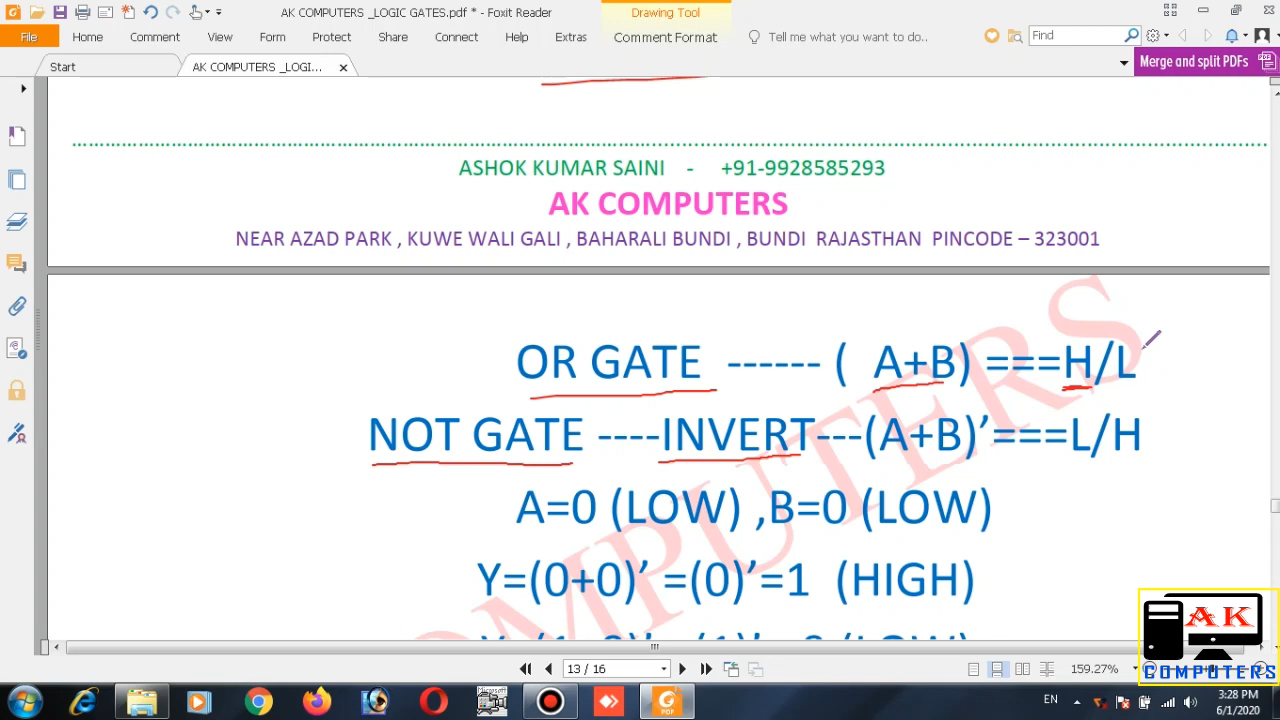 AK COMPUTERS _LOGIC GATES.pdf * - Foxit Reader
Drawing Tool
File Home Comment View Form Protect Share Connect Help Extras Comment Format Tell me what you want to do.. Find
Start AK COMPUTERS _LOGI... Merge and split PDFs
ASHOK KUMAR SAINI - +91-9928585293
AK COMPUTERS
NEAR AZAD PARK , KUWE WALI GALI , BAHARALI BUNDI , BUNDI RAJASTHAN PINCODE – 323001
OR GATE ------ ( A+B) ===H/L
NOT GATE ----INVERT---(A+B)’===L/H
A=0 (LOW) ,B=0 (LOW)
Y=(0+0)’ =(0)’=1 (HIGH)
COMPUTERS
AK
COMPUTERS
13 / 16
159.27%
EN
3:28 PM
6/1/2020